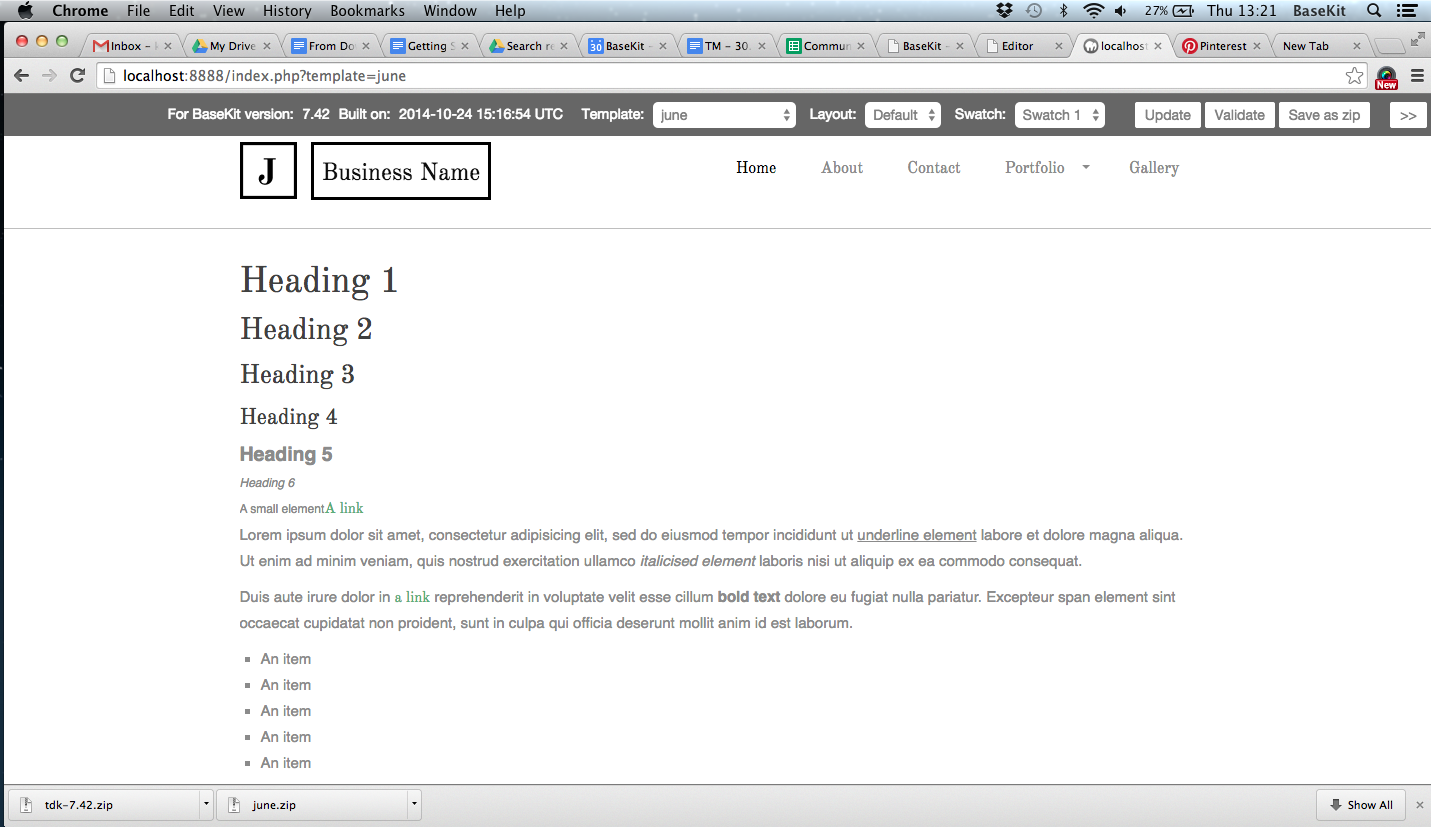 Chrome File Edit View History Bookmarks Window Help 27% Thu 13:21 BaseKit
Inbox - My Drive From Do Getting S Search re 30 BaseKit - TM – 30. Commun BaseKit - Editor localhost Pinterest New Tab
localhost:8888/index.php?template=june New
For BaseKit version: 7.42 Built on: 2014-10-24 15:16:54 UTC Template: june Layout: Default Swatch: Swatch 1 Update Validate Save as zip >>
J Business Name Home About Contact Portfolio Gallery
Heading 1
Heading 2
Heading 3
Heading 4
Heading 5
Heading 6
A small elementA link
Lorem ipsum dolor sit amet, consectetur adipisicing elit, sed do eiusmod tempor incididunt ut underline element labore et dolore magna aliqua.
Ut enim ad minim veniam, quis nostrud exercitation ullamco italicised element laboris nisi ut aliquip ex ea commodo consequat.
Duis aute irure dolor in a link reprehenderit in voluptate velit esse cillum bold text dolore eu fugiat nulla pariatur. Excepteur span element sint
occaecat cupidatat non proident, sunt in culpa qui officia deserunt mollit anim id est laborum.
An item
An item
An item
An item
An item
tdk-7.42.zip june.zip Show All